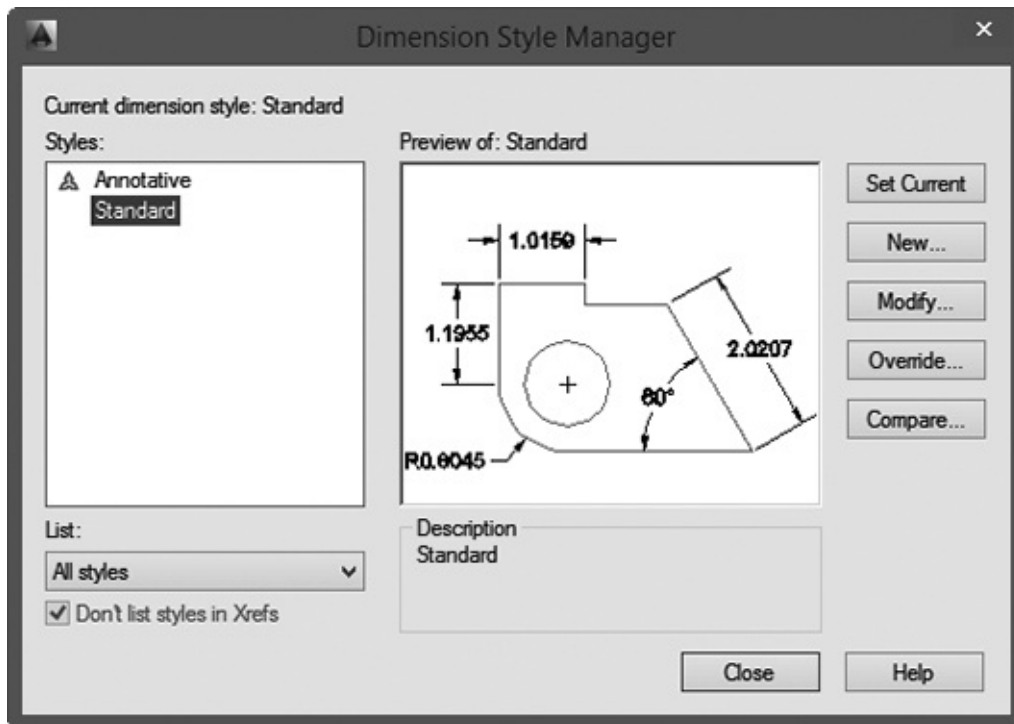 Dimension Style Manager
Current dimension style: Standard
Styles:
Annotative
Standard
Preview of: Standard
1.0159
1.1955
2.0207
60°
R0.6045
Set Current
New...
Modify...
Override...
Compare...
List:
All styles
Don't list styles in Xrefs
Description
Standard
Close
Help